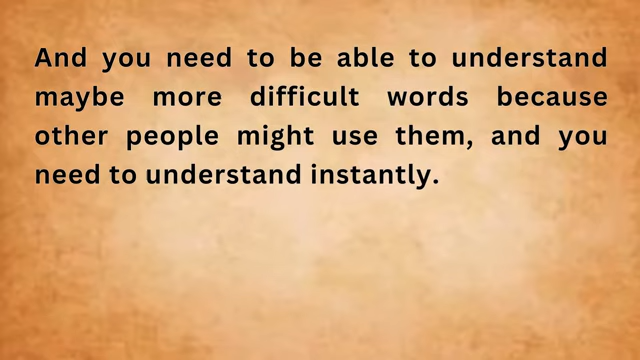 And you need to be able to understand
maybe more difficult words because
other people might use them, and you
need to understand instantly.